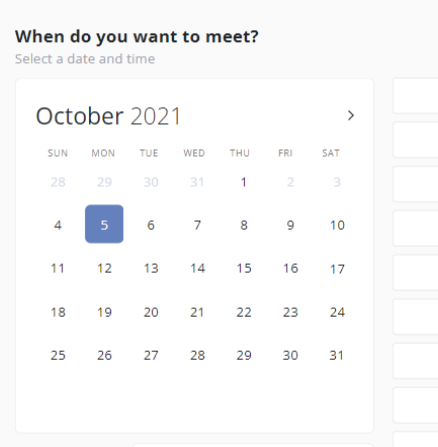 When do you want to meet?
Select a date and time
October 2021
SUN MON TUE WED THU FRI SAT
28 29 30 31 1 2 3
4 5 6 7 8 9 10
11 12 13 14 15 16 17
18 19 20 21 22 23 24
25 26 27 28 29 30 31